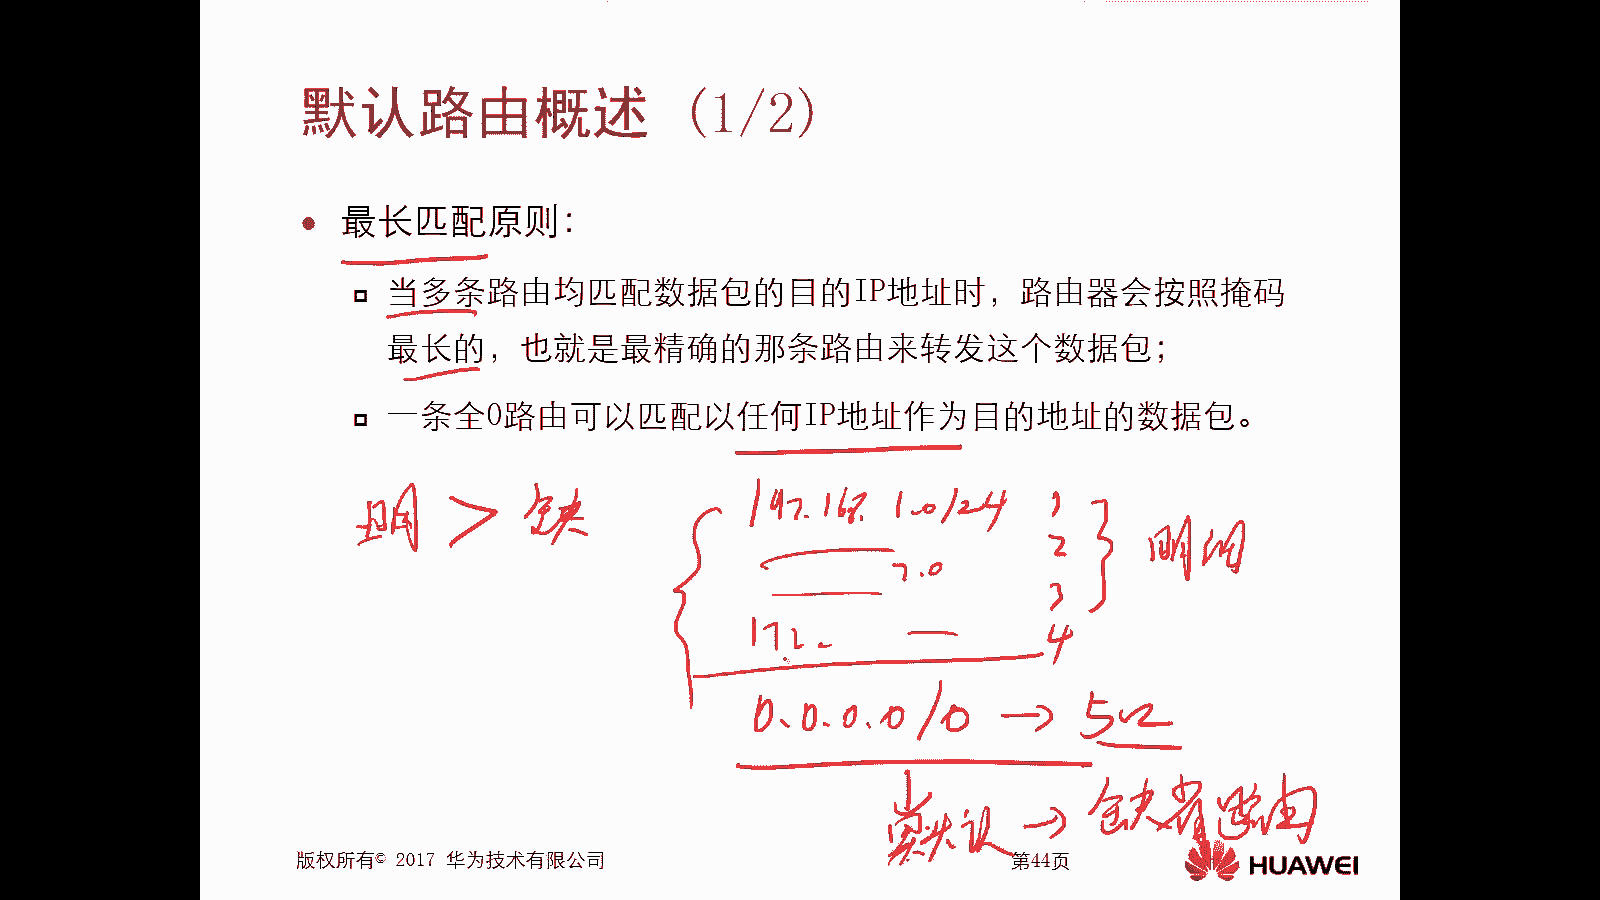 默认路由概述 (1/2)
最长匹配原则：
当多条路由均匹配数据包的目的IP地址时，路由器会按照掩码
最长的，也就是最精确的那条路由来转发这个数据包；
一条全0路由可以匹配以任何IP地址作为目的地址的数据包。
明 > 缺
192.168.1.0/24 1
2.0 2
3
172. 4
明的
0.0.0.0/0 → 5口
默认 → 缺省路由
版权所有© 2017 华为技术有限公司
第44页
HUAWEI